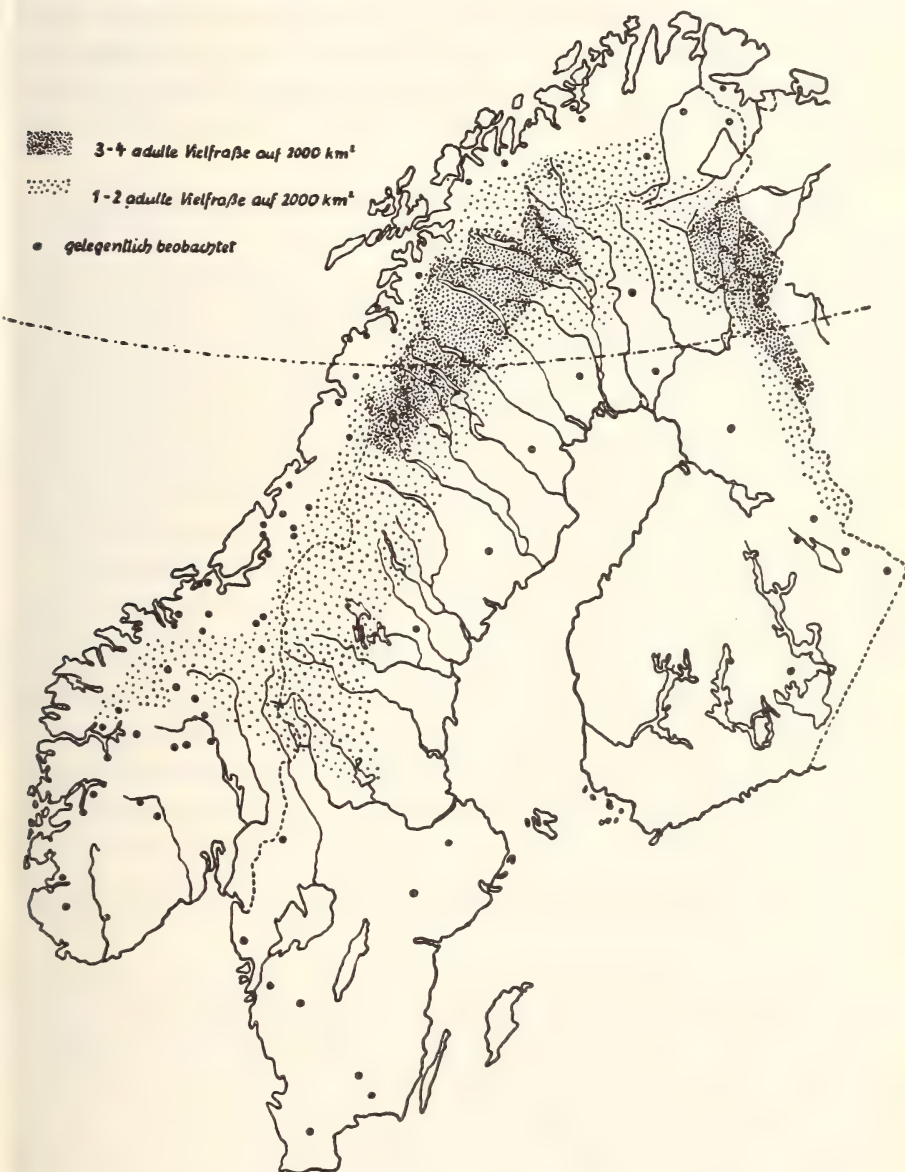 3-4 adulte Vielfraße auf 2000 km²
1-2 adulte Vielfraße auf 2000 km²
gelegentlich beobachtet